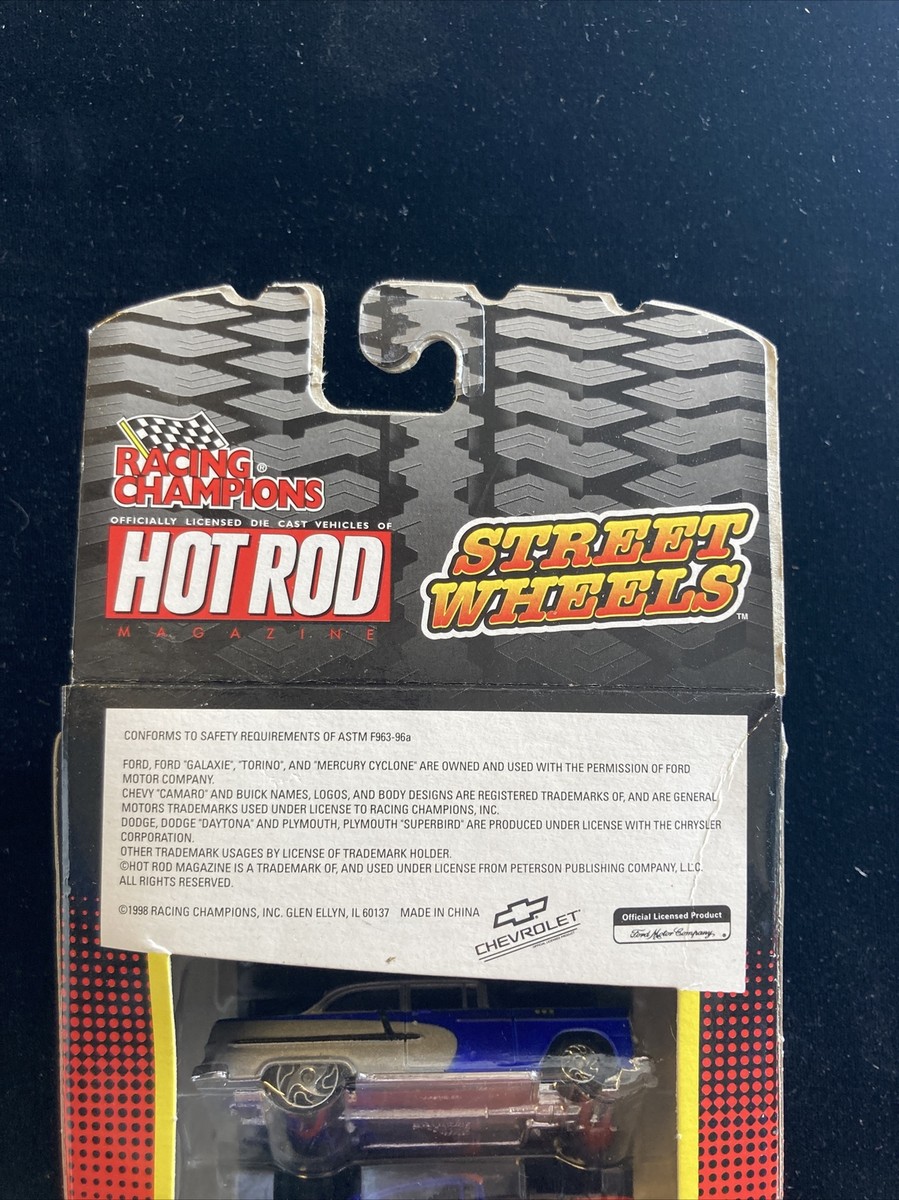 RACING ®
CHAMPIONS
OFFICIALLY LICENSED DIE CAST VEHICLES OF
HOT ROD
MAGAZINE
STREET
WHEELS ™
CONFORMS TO SAFETY REQUIREMENTS OF ASTM F963-96a
FORD, FORD "GALAXIE", "TORINO", AND "MERCURY CYCLONE" ARE OWNED AND USED WITH THE PERMISSION OF FORD
MOTOR COMPANY.
CHEVY "CAMARO" AND BUICK NAMES, LOGOS, AND BODY DESIGNS ARE REGISTERED TRADEMARKS OF, AND ARE GENERAL
MOTORS TRADEMARKS USED UNDER LICENSE TO RACING CHAMPIONS, INC.
DODGE, DODGE "DAYTONA" AND PLYMOUTH, PLYMOUTH "SUPERBIRD" ARE PRODUCED UNDER LICENSE WITH THE CHRYSLER
CORPORATION.
OTHER TRADEMARK USAGES BY LICENSE OF TRADEMARK HOLDER.
©HOT ROD MAGAZINE IS A TRADEMARK OF, AND USED UNDER LICENSE FROM PETERSON PUBLISHING COMPANY, L.L.C.
ALL RIGHTS RESERVED.
©1998 RACING CHAMPIONS, INC. GLEN ELLYN, IL 60137 MADE IN CHINA
CHEVROLET
Official Licensed Product
Ford Motor Company, ®